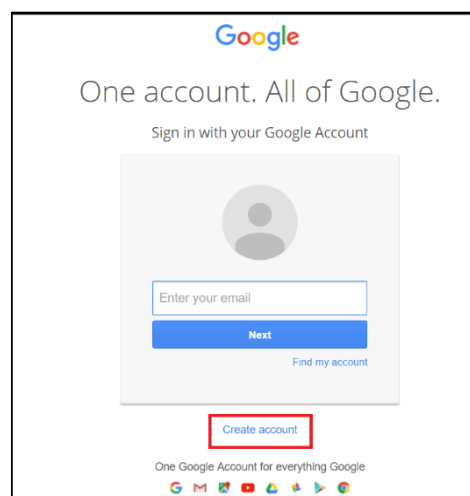 Google
One account. All of Google.
Sign in with your Google Account
Enter your email
Next
Find my account
Create account
One Google Account for everything Google